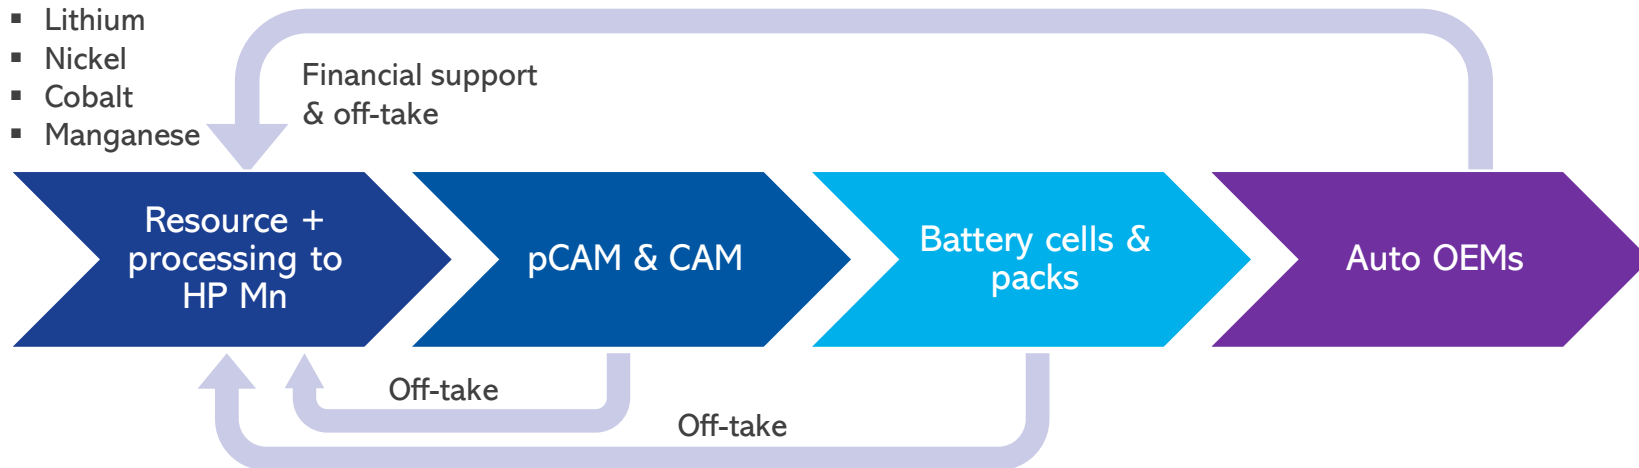 ▪ Lithium
▪ Nickel
▪ Cobalt
▪ Manganese
Financial support
& off-take
Resource +
processing to
HP Mn
pCAM & CAM
Battery cells &
packs
Auto OEMs
Off-take
Off-take